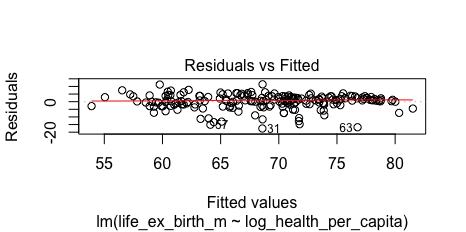 Residuals vs Fitted
Residuals
0
-20
37
31
63
55
60
65
70
75
80
Fitted values
lm(life_ex_birth_m ~ log_health_per_capita)